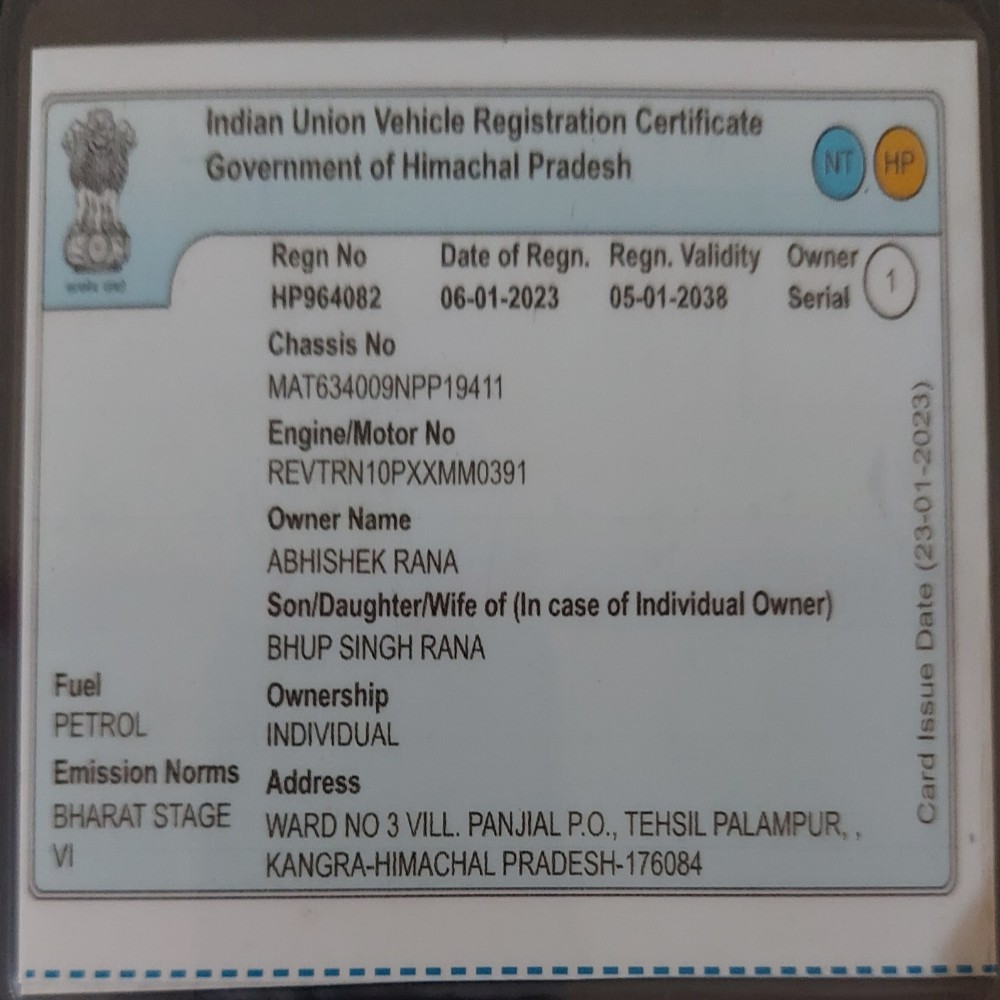 Indian Union Vehicle Registration Certificate
Government of Himachal Pradesh
NT HP
Regn No Date of Regn. Regn. Validity Owner Serial 1
HP964082 06-01-2023 05-01-2038
Chassis No
MAT634009NPP19411
Engine/Motor No
REVTRN10PXXMM0391
Owner Name
ABHISHEK RANA
Son/Daughter/Wife of (In case of Individual Owner)
BHUP SINGH RANA
Fuel
PETROL
Ownership
INDIVIDUAL
Emission Norms
BHARAT STAGE
VI
Address
WARD NO 3 VILL. PANJIAL P.O., TEHSIL PALAMPUR, ,
KANGRA-HIMACHAL PRADESH-176084
Card Issue Date (23-01-2023)